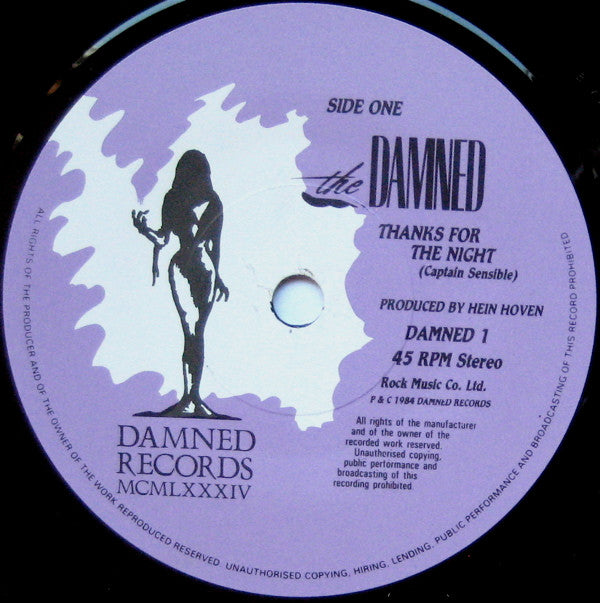 SIDE ONE
the DAMNED
THANKS FOR
THE NIGHT
(Captain Sensible)
PRODUCED BY HEIN HOVEN
DAMNED 1
45 RPM Stereo
Rock Music Co. Ltd.
P & C 1984 DAMNED RECORDS
All rights of the manufacturer
and of the owner of the
recorded work reserved.
Unauthorised copying,
public performance and
broadcasting of this
recording prohibited.
DAMNED
RECORDS
MCMLXXXIV
ALL RIGHTS OF THE PRODUCER AND OF THE OWNER OF THE WORK REPRODUCED RESERVED. UNAUTHORISED COPYING, HIRING, LENDING, PUBLIC PERFORMANCE AND BROADCASTING OF THIS RECORD PROHIBITED